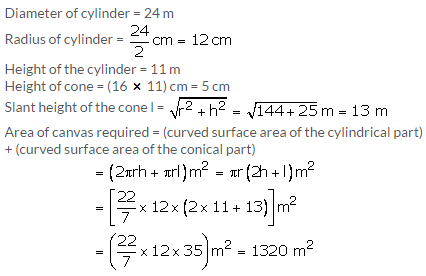 Diameter of cylinder = 24 m
Radius of cylinder = 24/2 cm = 12 cm
Height of the cylinder = 11 m
Height of cone = (16 × 11) cm = 5 cm
Slant height of the cone l = √(r² + h²) = √(144 + 25) m = 13 m
Area of canvas required = (curved surface area of the cylindrical part)
+ (curved surface area of the conical part)
= (2πrh + πrl) m² = πr (2h + l) m²
= [22/7 × 12 × (2 × 11 + 13)] m²
= (22/7 × 12 × 35) m² = 1320 m²